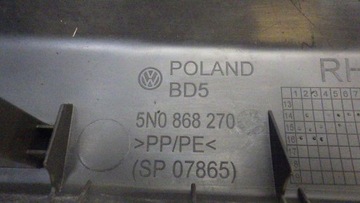 POLAND
BD5
RH
5N0 868 270
>PP/PE<
(SP 07865)